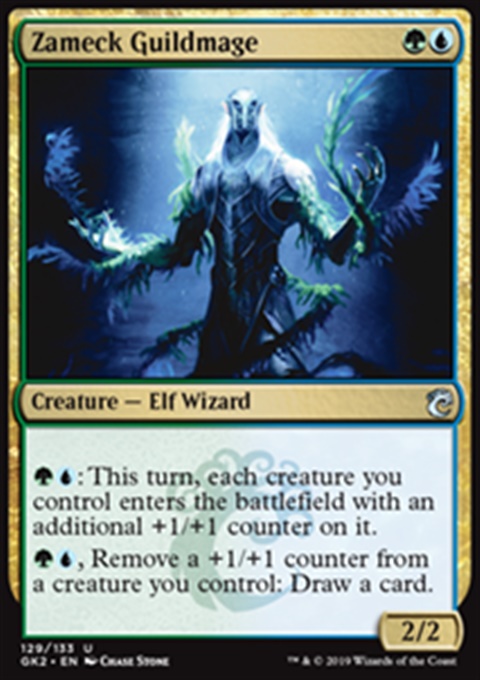 Zameck Guildmage
Creature — Elf Wizard
: This turn, each creature you
control enters the battlefield with an
additional +1/+1 counter on it.
, Remove a +1/+1 counter from
a creature you control: Draw a card.
2/2
129/133 U
GK2 • EN Chase Stone
™ & © 2019 Wizards of the Coast